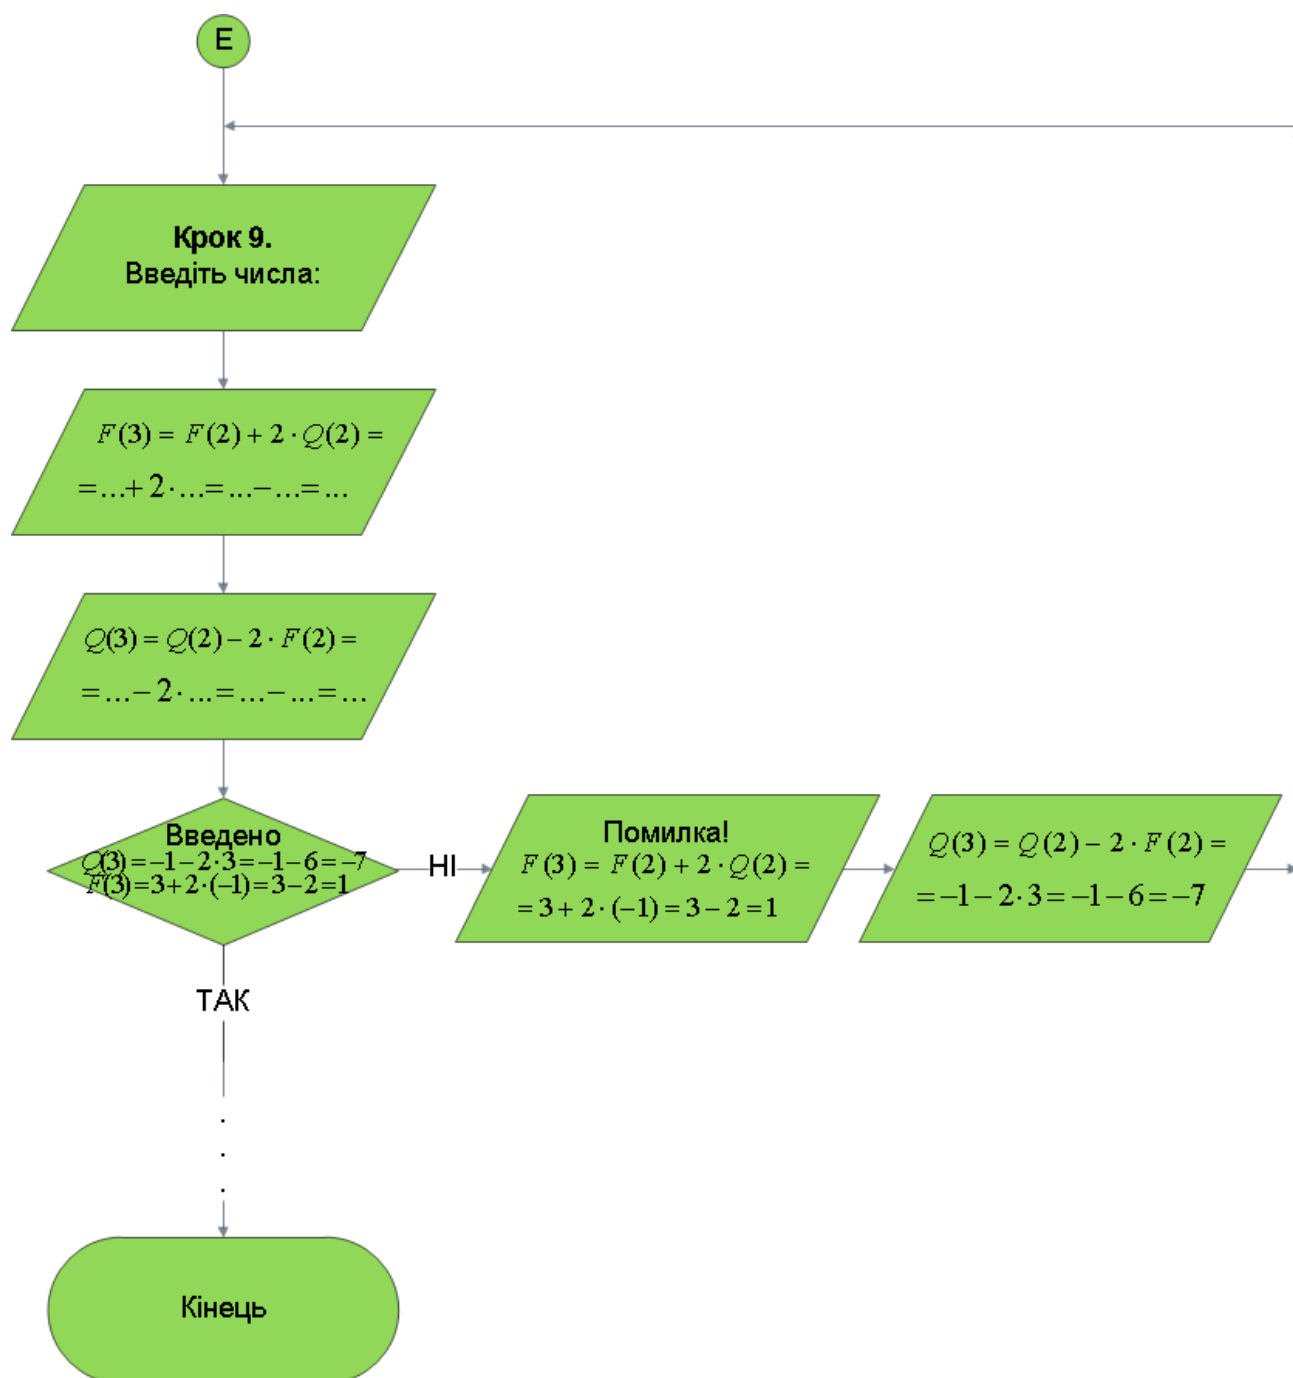 E
Крок 9.
Введіть числа:
F(3) = F(2) + 2 · Q(2) =
= ...+ 2 · ... = ...− ... = ...
Q(3) = Q(2) − 2 · F(2) =
= ...− 2 · ... = ...− ... = ...
Введено
Q(3) = −1 − 2 · 3 = −1 − 6 = −7
F(3) = 3 + 2 · (−1) = 3 − 2 = 1
НІ
Помилка!
F(3) = F(2) + 2 · Q(2) =
= 3 + 2 · (−1) = 3 − 2 = 1
Q(3) = Q(2) − 2 · F(2) =
= −1 − 2 · 3 = −1 − 6 = −7
ТАК
.
.
.
Кінець